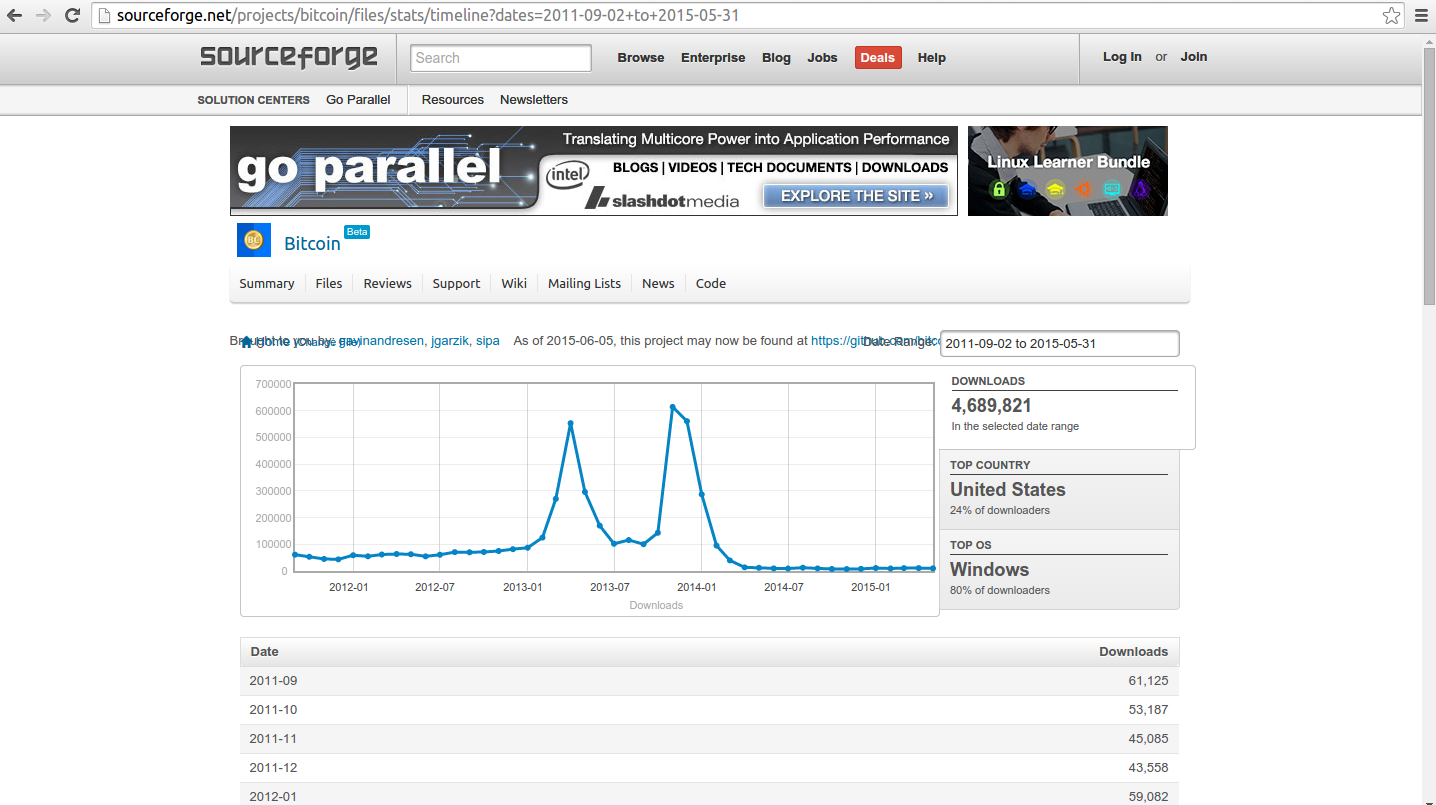 sourceforge.net/projects/bitcoin/files/stats/timeline?dates=2011-09-02+to+2015-05-31
sourceforge
Search
Browse Enterprise Blog Jobs Deals Help
Log In or Join
SOLUTION CENTERS Go Parallel Resources Newsletters
go parallel
Translating Multicore Power into Application Performance
intel
BLOGS | VIDEOS | TECH DOCUMENTS | DOWNLOADS
slashdotmedia
EXPLORE THE SITE »
Linux Learner Bundle
BC
Bitcoin Beta
Summary Files Reviews Support Wiki Mailing Lists News Code
Brought to you by: gavinandresen, jgarzik, sipa As of 2015-06-05, this project may now be found at https://github.com/bitco
Home (Change File)
Date Range: 2011-09-02 to 2015-05-31
700000
600000
500000
400000
300000
200000
100000
0
2012-01 2012-07 2013-01 2013-07 2014-01 2014-07 2015-01
Downloads
DOWNLOADS
4,689,821
In the selected date range
TOP COUNTRY
United States
24% of downloaders
TOP OS
Windows
80% of downloaders
Date Downloads
2011-09 61,125
2011-10 53,187
2011-11 45,085
2011-12 43,558
2012-01 59,082